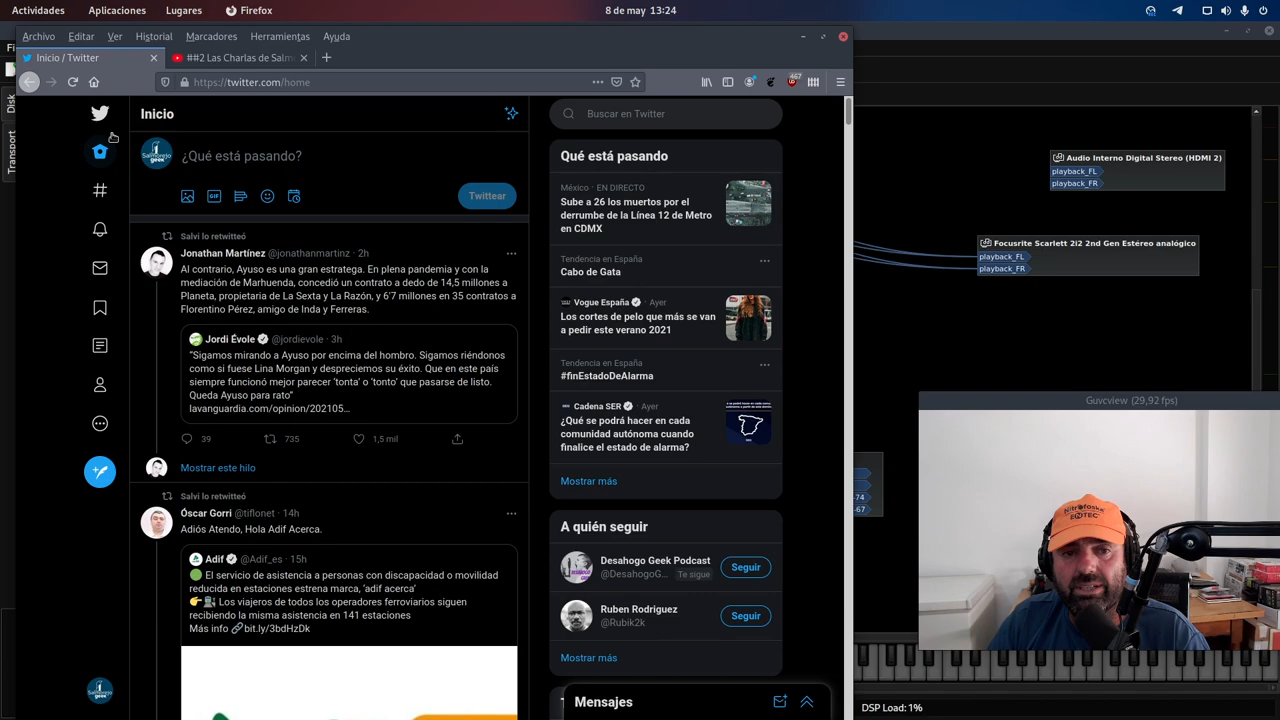 Actividades
Aplicaciones
Lugares
Firefox
8 de may 13:24
Archivo
Editar
Ver
Historial
Marcadores
Herramientas
Ayuda
Inicio / Twitter
##2 Las Charlas de Salm
https://twitter.com/home
467
Disk
Transport
Inicio
Salmorejo
geek
¿Qué está pasando?
GIF
Twittear
Salvi lo retweetó
Jonathan Martínez @jonathanmartinz · 2h
Al contrario, Ayuso es una gran estratega. En plena pandemia y con la
mediación de Marhuenda, concedió un contrato a dedo de 14,5 millones a
Planeta, propietaria de La Sexta y La Razón, y 6'7 millones en 35 contratos a
Florentino Pérez, amigo de Inda y Ferreras.
Jordi Évole @jordievole · 3h
“Sigamos mirando a Ayuso por encima del hombro. Sigamos riéndonos
como si fuese Lina Morgan y despreciemos su éxito. Que en este país
siempre funcionó mejor parecer ‘tonta’ o ‘tonto’ que pasarse de listo.
Queda Ayuso para rato”
lavanguardia.com/opinion/202105…
39
735
1,5 mil
Mostrar este hilo
Salvi lo retweetó
Óscar Gorri @tiflonet · 14h
Adiós Atendo, Hola Adif Acerca.
Adif @Adif_es · 15h
El servicio de asistencia a personas con discapacidad o movilidad
reducida en estaciones estrena marca, 'adif acerca'
Los viajeros de todos los operadores ferroviarios siguen
recibiendo la misma asistencia en 141 estaciones
Más info bit.ly/3bdHzDk
Buscar en Twitter
Qué está pasando
México · EN DIRECTO
Sube a 26 los muertos por el
derrumbe de la Línea 12 de Metro
en CDMX
Tendencia en España
Cabo de Gata
Vogue España · Ayer
Los cortes de pelo que más se van
a pedir este verano 2021
Tendencia en España
#finEstadoDeAlarma
Cadena SER · Ayer
¿Qué se podrá hacer en cada
comunidad autónoma cuando
finalice el estado de alarma?
Mostrar más
A quién seguir
Desahogo Geek Podcast
@DesahogoG... Te sigue
Seguir
Ruben Rodriguez
@Rubik2k
Seguir
Mostrar más
Mensajes
Audio Interno Digital Stereo (HDMI 2)
playback_FL
playback_FR
Focusrite Scarlett 2i2 2nd Gen Estéreo analógico
playback_FL
playback_FR
-74
-67
Guvcview (29,92 fps)
Nitrofoska
ENTEC
DSP Load: 1%